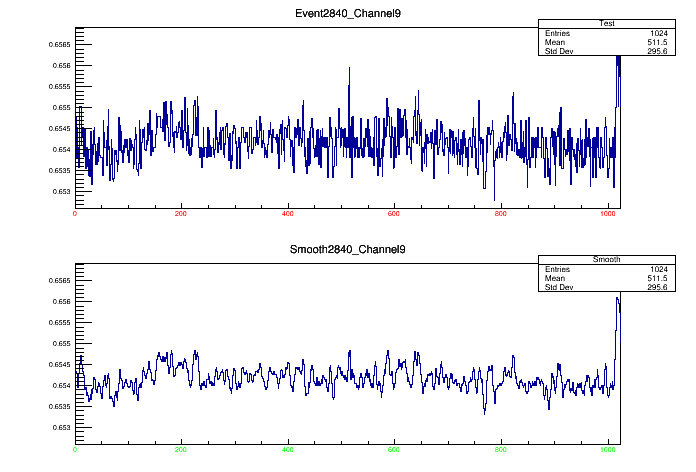 Event2840_Channel9
Test
Entries 1024
Mean 511.5
Std Dev 295.6
0.6565
0.656
0.6555
0.655
0.6545
0.654
0.6535
0.653
0 200 400 600 800 1000
Smooth2840_Channel9
Smooth
Entries 1024
Mean 511.5
Std Dev 295.6
0.6565
0.656
0.6555
0.655
0.6545
0.654
0.6535
0.653
0 200 400 600 800 1000